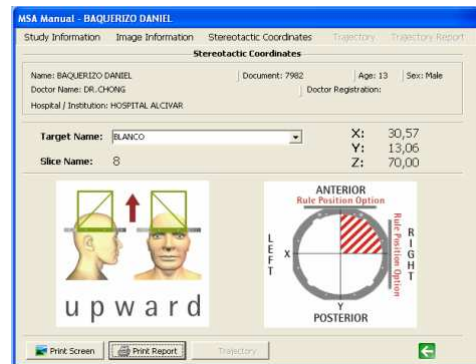 MSA Manual - BAQUERIZO DANIEL
Study Information Image Information Stereotactic Coordinates Trajectory Trajectory Report
Stereotactic Coordinates
Name: BAQUERIZO DANIEL Document: 7982 Age: 13 Sex: Male
Doctor Name: DR.CHONG Doctor Registration:
Hospital / Institution: HOSPITAL ALCIVAR
Target Name: BLANCO X: 30,57
Y: 13,06
Slice Name: 8 Z: 70,00
ANTERIOR
Rule Position Option
LEFT
X
Rule Position Option
RIGHT
Y
POSTERIOR
upward
Print Screen Print Report Trajectory